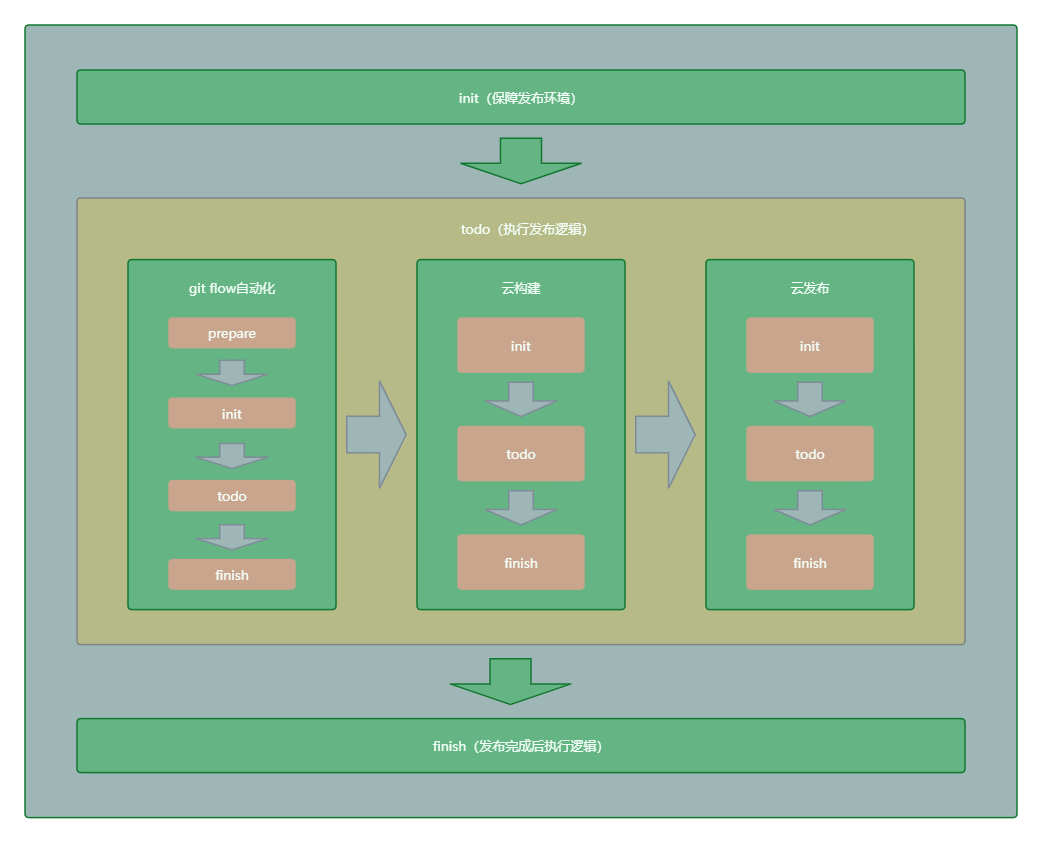 init（保障发布环境）
todo（执行发布逻辑）
git flow自动化
prepare
init
todo
finish
云构建
init
todo
finish
云发布
init
todo
finish
finish（发布完成后执行逻辑）